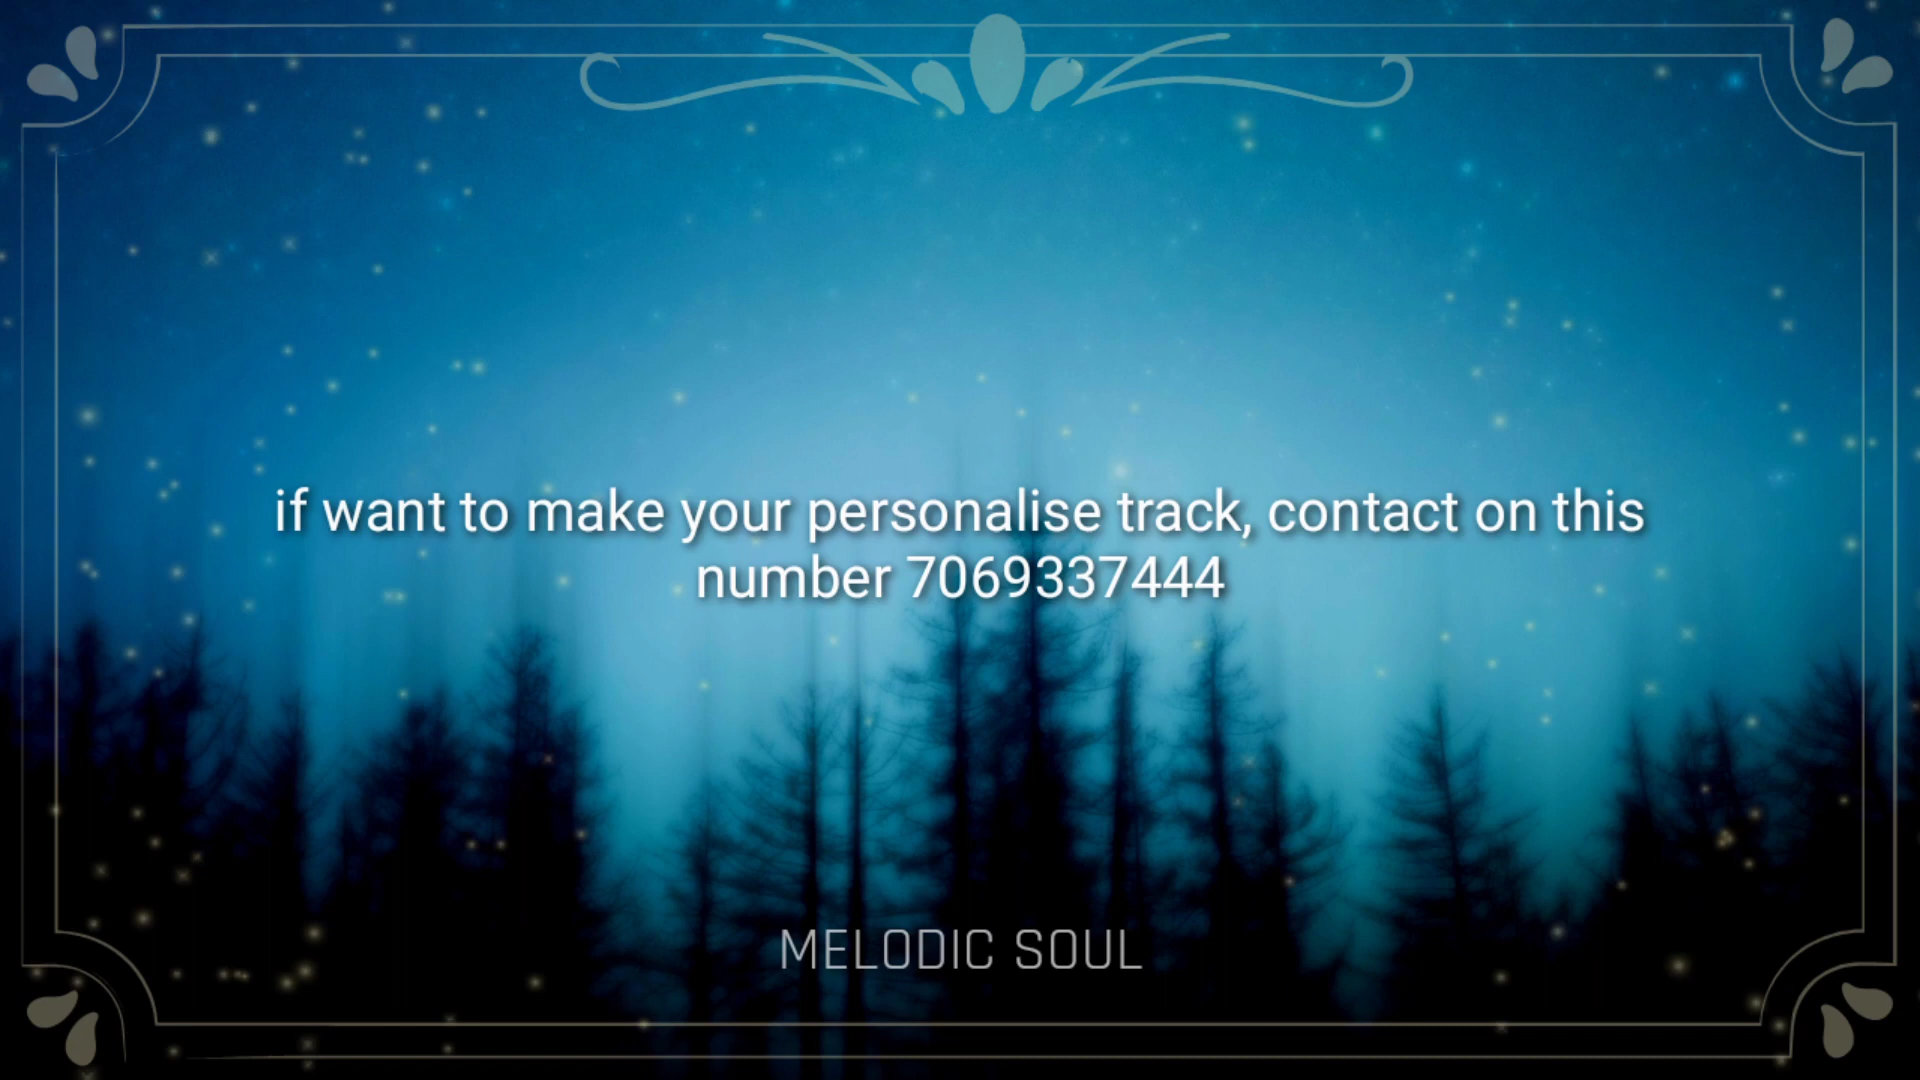 if want to make your personalise track, contact on this
number 7069337444
MELODIC SOUL